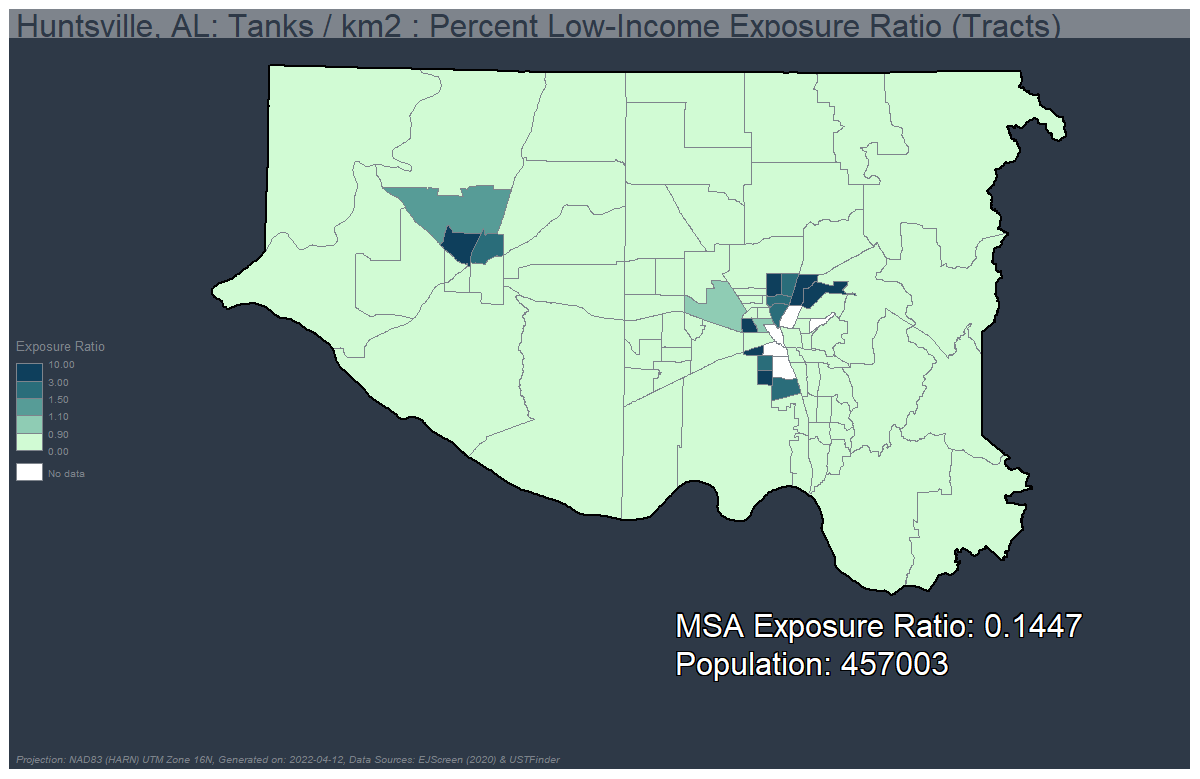 Huntsville, AL: Tanks / km2 : Percent Low-Income Exposure Ratio (Tracts)
Exposure Ratio
10.00
3.00
1.50
1.10
0.90
0.00
No data
MSA Exposure Ratio: 0.1447
Population: 457003
Projection: NAD83 (HARN) UTM Zone 16N, Generated on: 2022-04-12, Data Sources: EJScreen (2020) & USTFinder